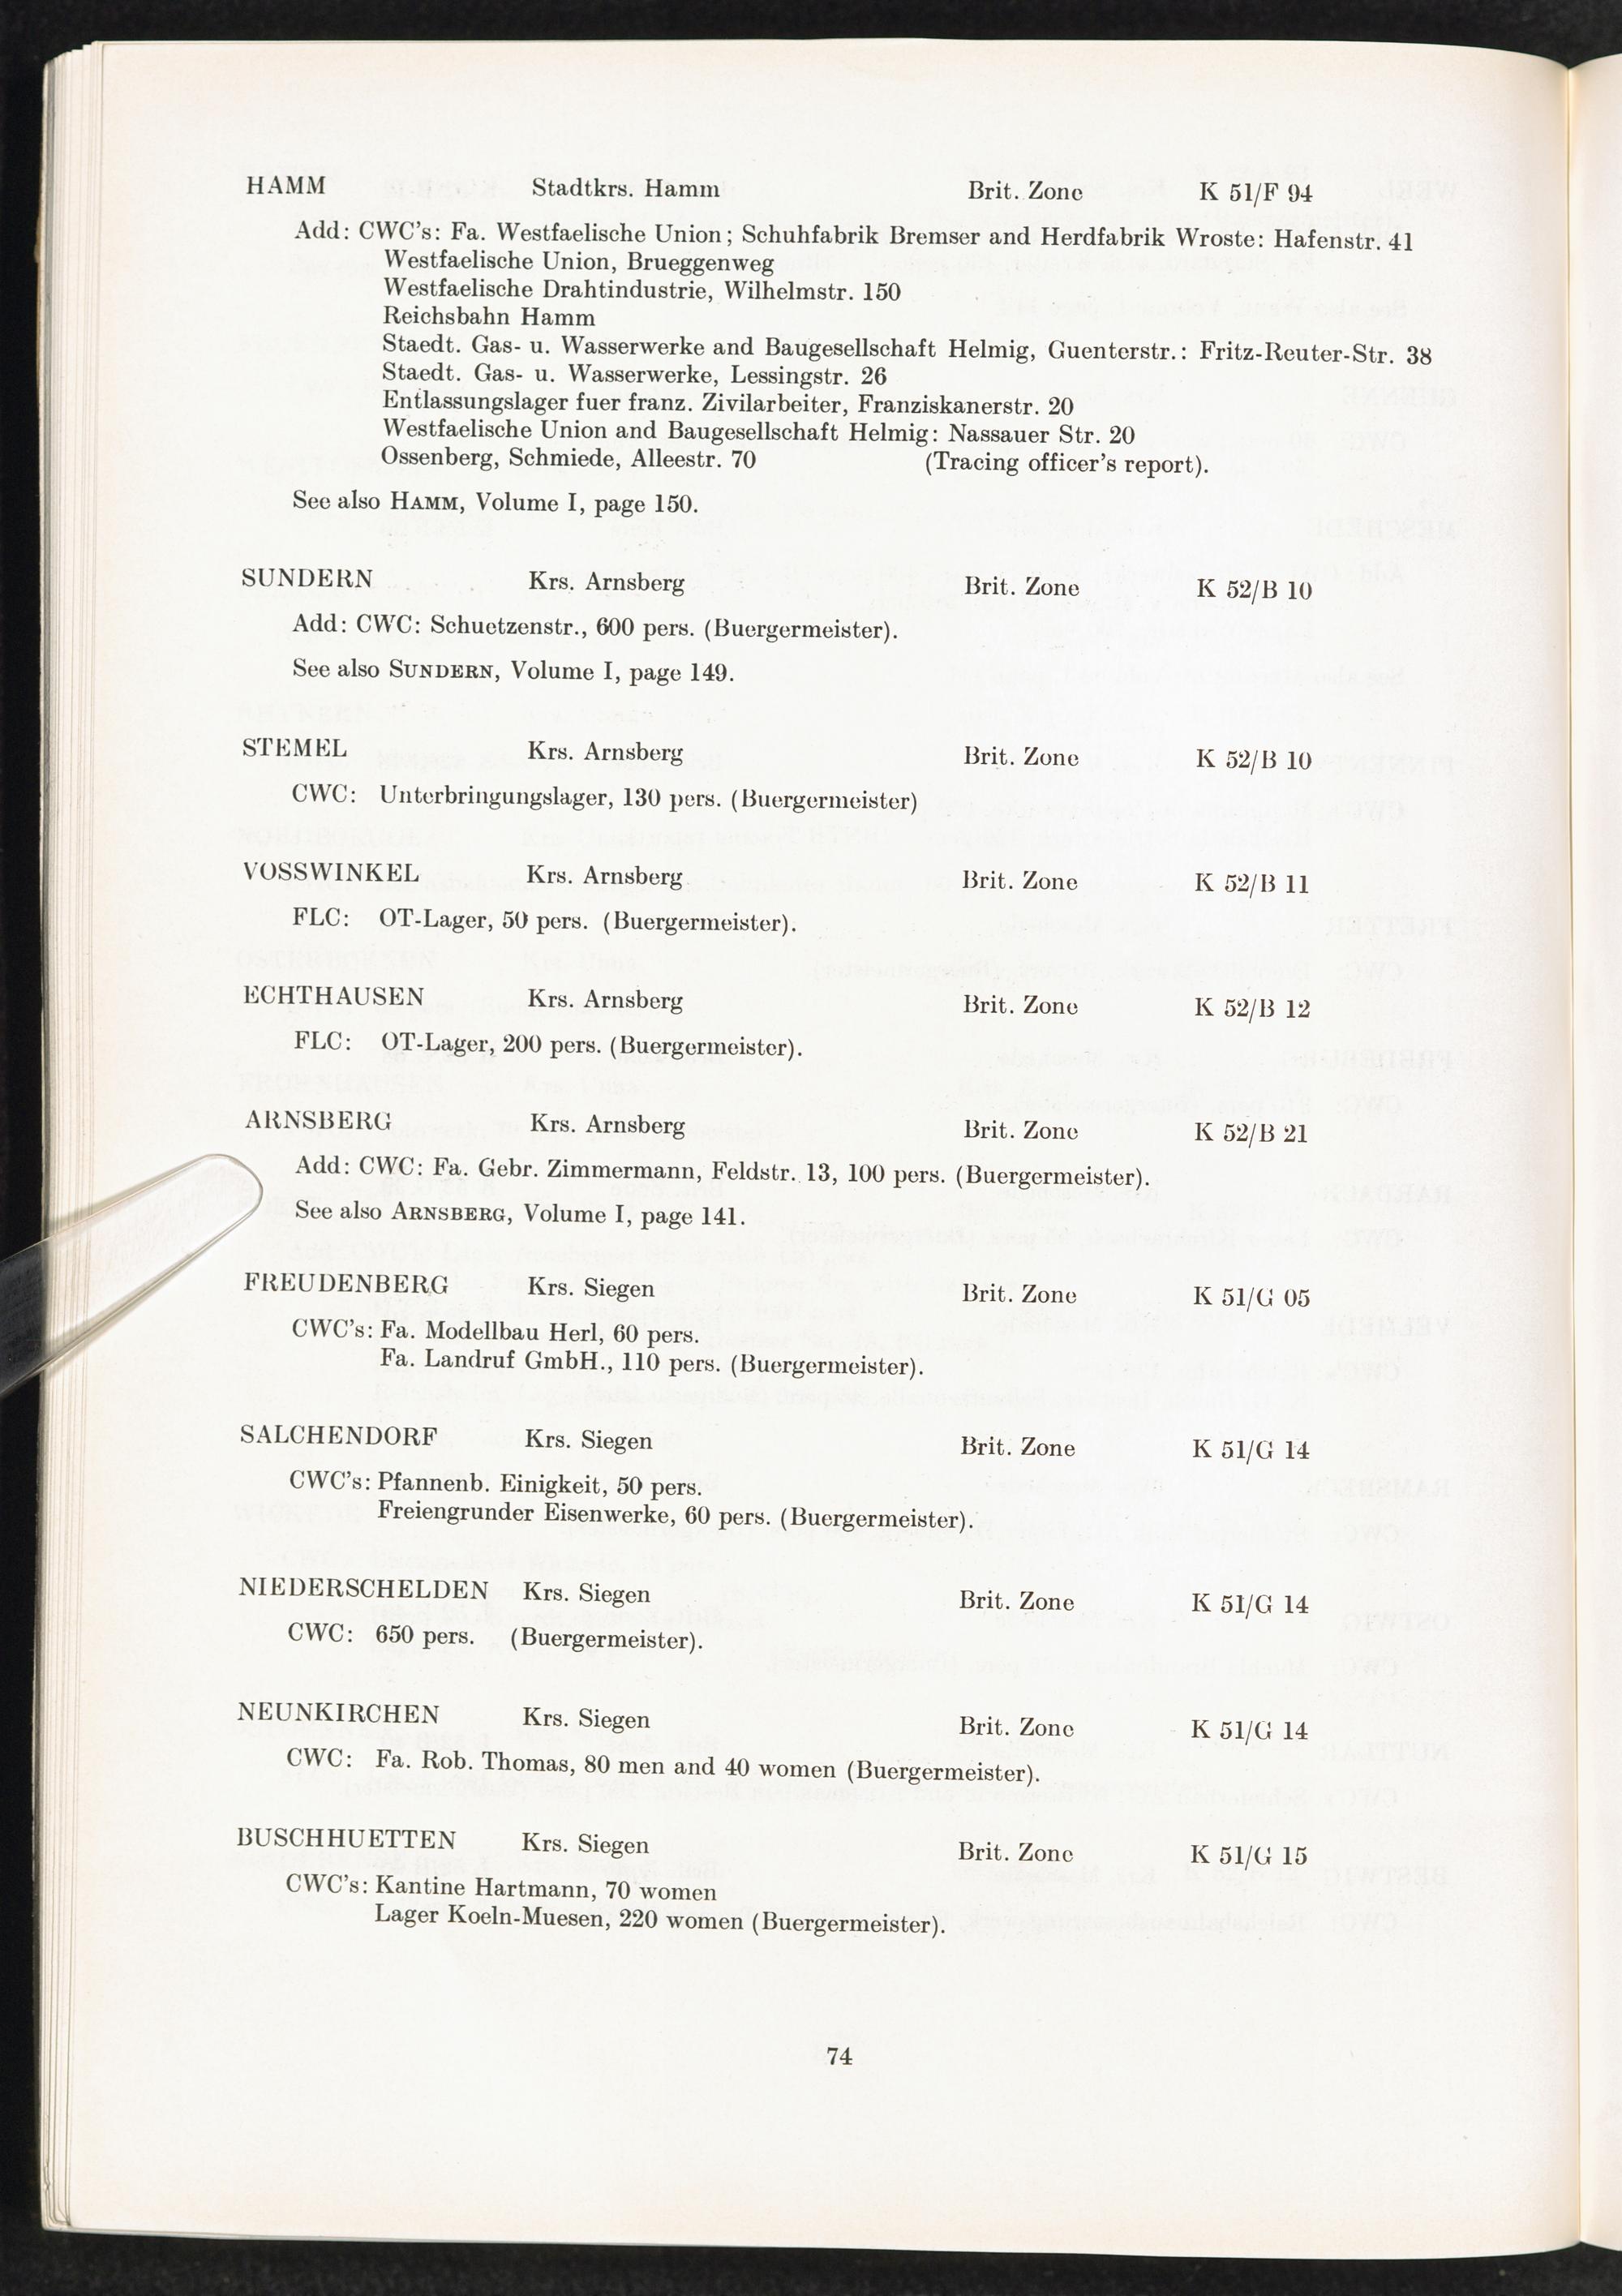 HAMM Stadtkrs. Hamm Brit. Zone K 51/F 94
Add: CWC's: Fa. Westfaelische Union; Schuhfabrik Bremser and Herdfabrik Wroste: Hafenstr. 41
Westfaelische Union, Brueggenweg
Westfaelische Drahtindustrie, Wilhelmstr. 150
Reichsbahn Hamm
Staedt. Gas- u. Wasserwerke and Baugesellschaft Helmig, Guenterstr.: Fritz-Reuter-Str. 38
Staedt. Gas- u. Wasserwerke, Lessingstr. 26
Entlassungslager fuer franz. Zivilarbeiter, Franziskanerstr. 20
Westfaelische Union and Baugesellschaft Helmig: Nassauer Str. 20
Ossenberg, Schmiede, Alleestr. 70 (Tracing officer's report).
See also HAMM, Volume I, page 150.
SUNDERN Krs. Arnsberg Brit. Zone K 52/B 10
Add: CWC: Schuetzenstr., 600 pers. (Buergermeister).
See also SUNDERN, Volume I, page 149.
STEMEL Krs. Arnsberg Brit. Zone K 52/B 10
CWC: Unterbringungslager, 130 pers. (Buergermeister)
VOSSWINKEL Krs. Arnsberg Brit. Zone K 52/B 11
FLC: OT-Lager, 50 pers. (Buergermeister).
ECHTHAUSEN Krs. Arnsberg Brit. Zone K 52/B 12
FLC: OT-Lager, 200 pers. (Buergermeister).
ARNSBERG Krs. Arnsberg Brit. Zone K 52/B 21
Add: CWC: Fa. Gebr. Zimmermann, Feldstr. 13, 100 pers. (Buergermeister).
See also ARNSBERG, Volume I, page 141.
FREUDENBERG Krs. Siegen Brit. Zone K 51/G 05
CWC's: Fa. Modellbau Herl, 60 pers.
Fa. Landruf GmbH., 110 pers. (Buergermeister).
SALCHENDORF Krs. Siegen Brit. Zone K 51/G 14
CWC's: Pfannenb. Einigkeit, 50 pers.
Freiengrunder Eisenwerke, 60 pers. (Buergermeister).
NIEDERSCHELDEN Krs. Siegen Brit. Zone K 51/G 14
CWC: 650 pers. (Buergermeister).
NEUNKIRCHEN Krs. Siegen Brit. Zone K 51/G 14
CWC: Fa. Rob. Thomas, 80 men and 40 women (Buergermeister).
BUSCHHUETTEN Krs. Siegen Brit. Zone K 51/G 15
CWC's: Kantine Hartmann, 70 women
Lager Koeln-Muesen, 220 women (Buergermeister).
74